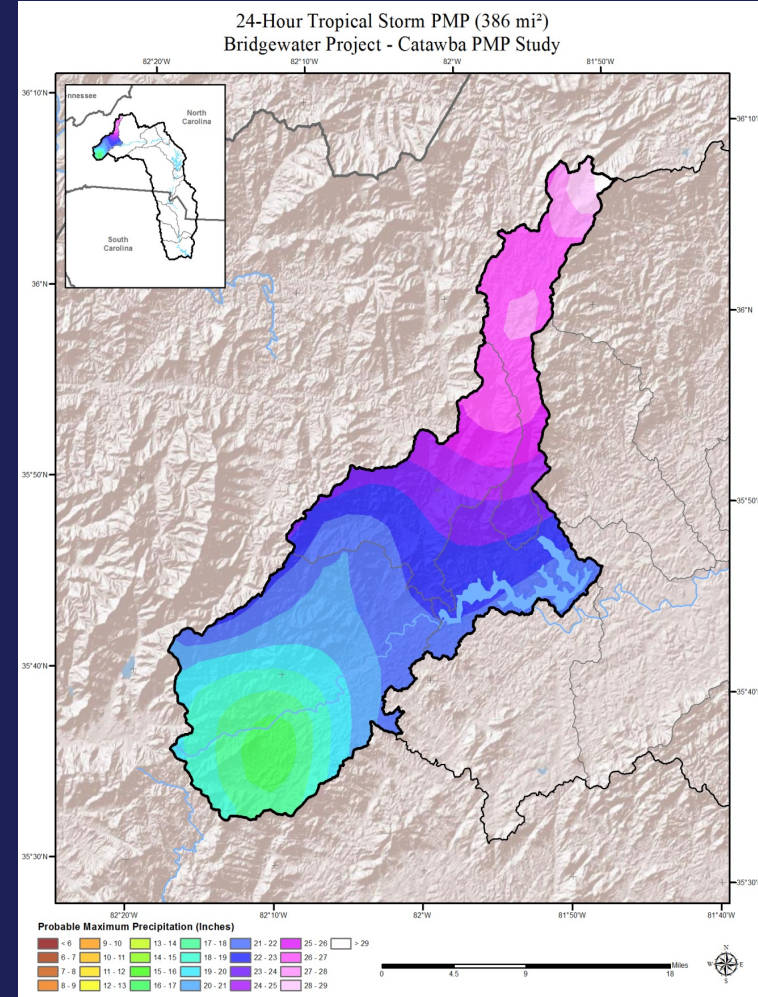 24-Hour Tropical Storm PMP (386 mi²)
Bridgewater Project - Catawba PMP Study
82°20'W 82°10'W 82°W 81°50'W
36°10'N
36°10'N
nnessee
North
Carolina
South
Carolina
36°N
36°N
35°50'N
35°50'N
35°40'N
35°40'N
35°30'N
35°30'N
82°20'W 82°10'W 82°W 81°50'W 81°40'W
Probable Maximum Precipitation (Inches)
< 6 9 - 10 13 - 14 17 - 18 21 - 22 25 - 26 > 29
6 - 7 10 - 11 14 - 15 18 - 19 22 - 23 26 - 27
7 - 8 11 - 12 15 - 16 19 - 20 23 - 24 27 - 28
8 - 9 12 - 13 16 - 17 20 - 21 24 - 25 28 - 29
Miles
0 4.5 9 18
N
W E
S